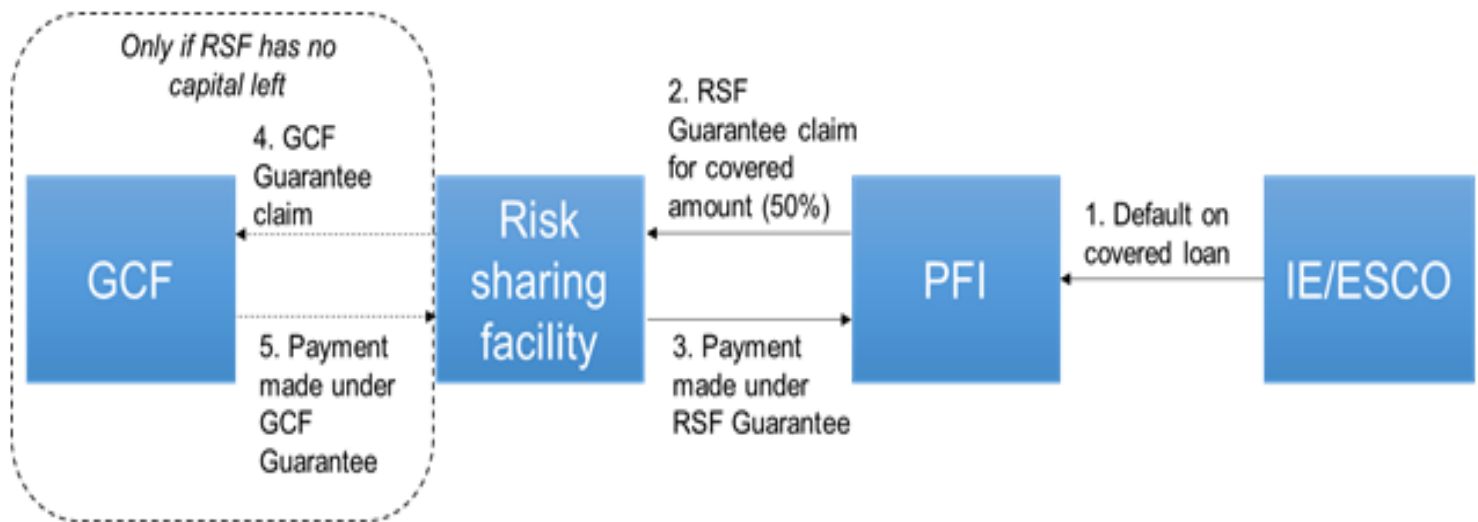 Only if RSF has no
capital left
4. GCF
Guarantee
claim
GCF
5. Payment
made under
GCF
Guarantee
Risk
sharing
facility
2. RSF
Guarantee claim
for covered
amount (50%)
3. Payment
made under
RSF Guarantee
PFI
1. Default on
covered loan
IE/ESCO